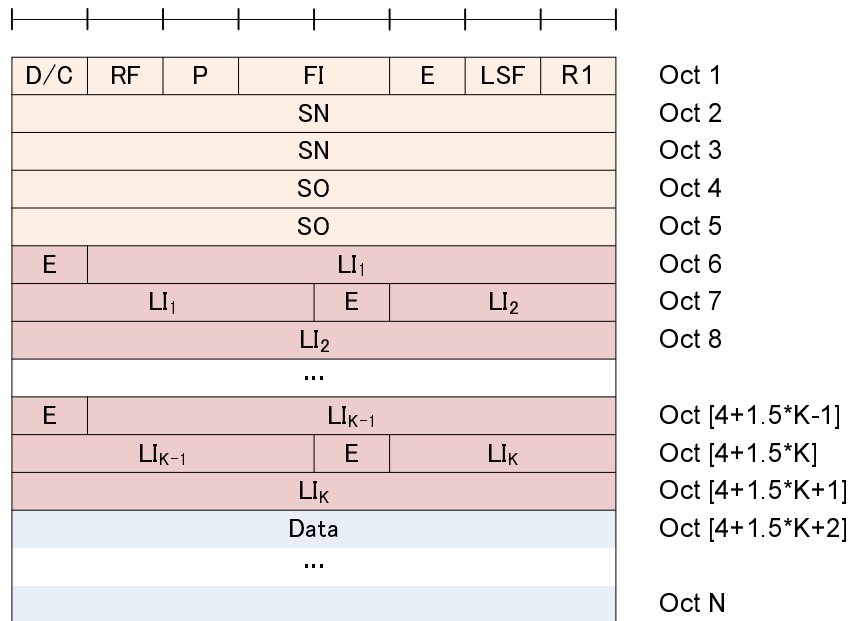 D/C RF P FI E LSF R1 Oct 1
SN Oct 2
SN Oct 3
SO Oct 4
SO Oct 5
E LI₁ Oct 6
LI₁ E LI₂ Oct 7
LI₂ Oct 8
...
E LIK-1 Oct [4+1.5*K-1]
LIK-1 E LIK Oct [4+1.5*K]
LIK Oct [4+1.5*K+1]
Data Oct [4+1.5*K+2]
...
Oct N